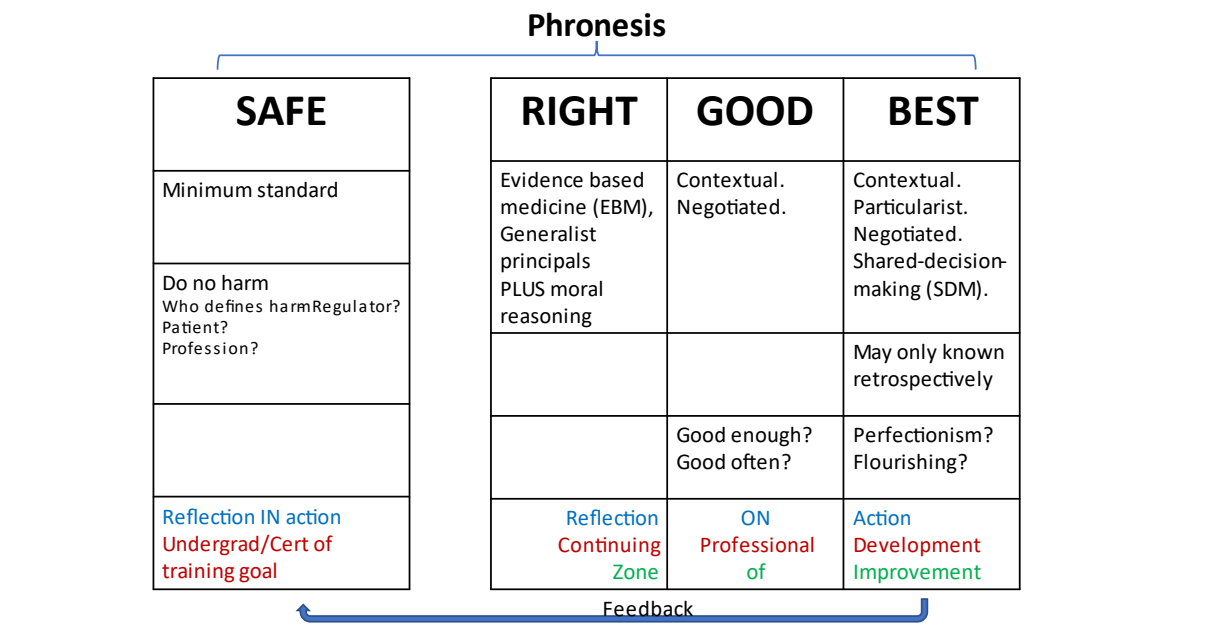 Phronesis
SAFE
Minimum standard
Do no harm
Who defines harmRegulator?
Patient?
Profession?
Reflection IN action
Undergrad/Cert of
training goal
RIGHT
GOOD
BEST
Evidence based
medicine (EBM),
Generalist
principals
PLUS moral
reasoning
Contextual.
Negotiated.
Contextual.
Particularist.
Negotiated.
Shared-decision-
making (SDM).
May only known
retrospectively
Good enough?
Good often?
Perfectionism?
Flourishing?
Reflection ON Action
Continuing Professional Development
Zone of Improvement
Feedback